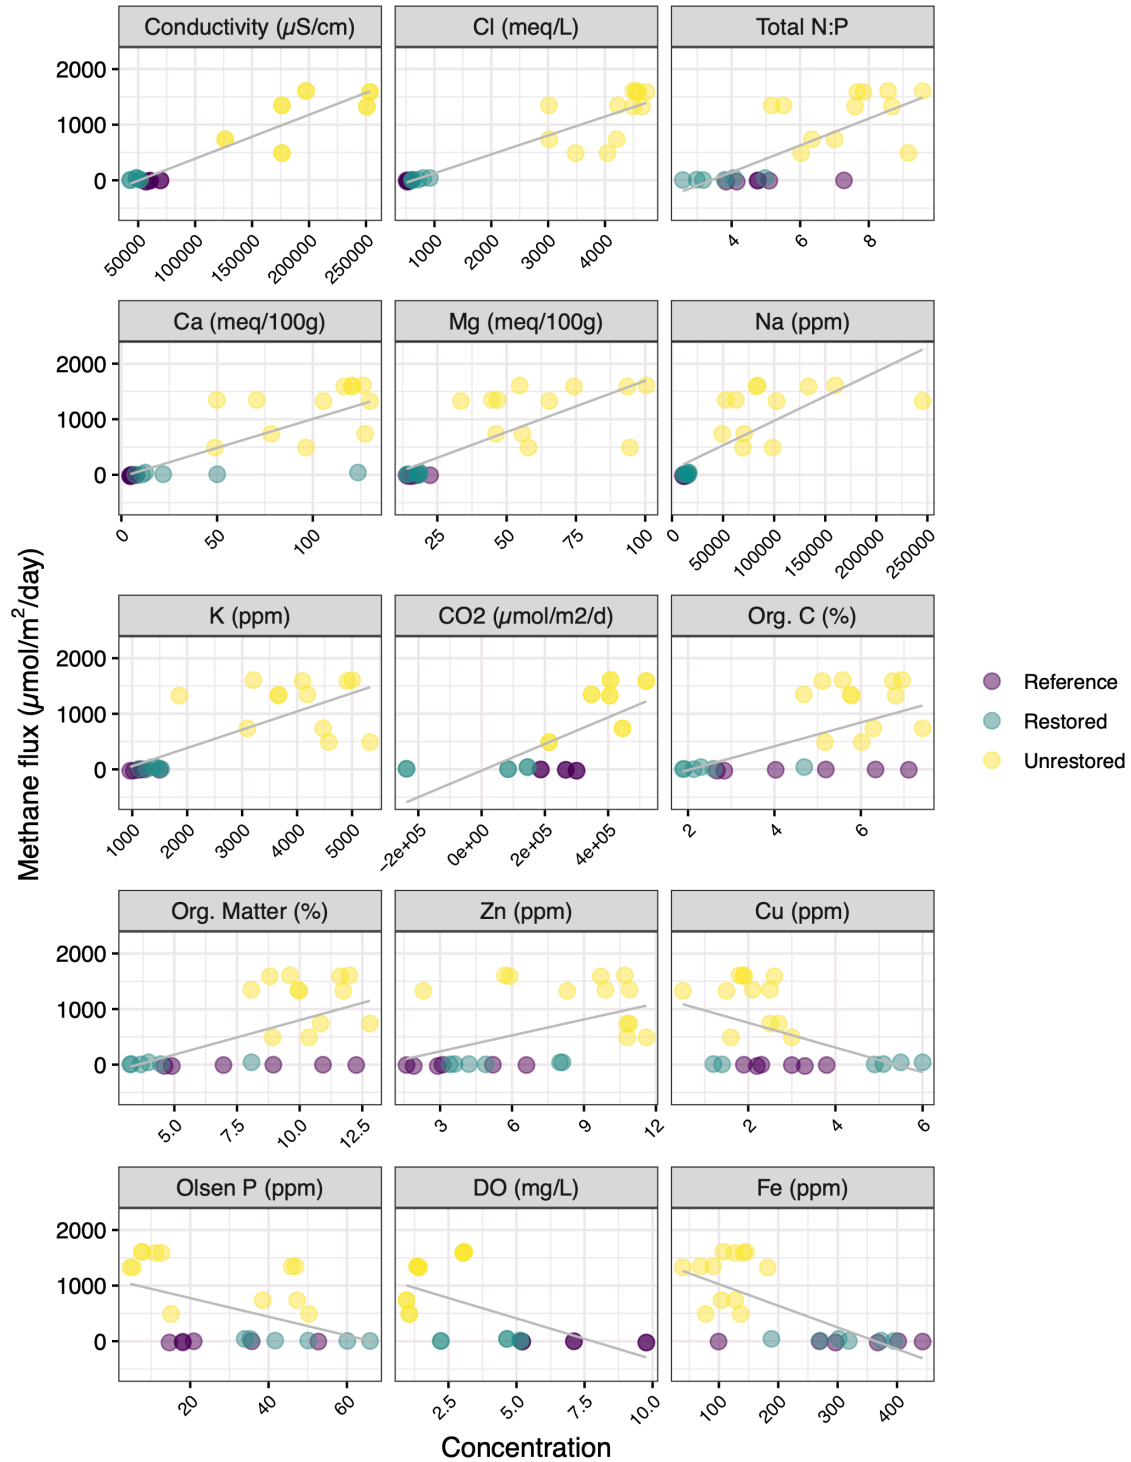 Conductivity (µS/cm) Cl (meq/L) Total N:P
2000
1000
0
50000 100000 150000 200000 250000 1000 2000 3000 4000 4 6 8
Ca (meq/100g) Mg (meq/100g) Na (ppm)
2000
1000
0
0 50 100 25 50 75 100 0 50000 100000 150000 200000 250000
K (ppm) CO2 (µmol/m2/d) Org. C (%)
2000
1000
0
1000 2000 3000 4000 5000 −2e+05 0e+00 2e+05 4e+05 2 4 6
Org. Matter (%) Zn (ppm) Cu (ppm)
2000
1000
0
5.0 7.5 10.0 12.5 3 6 9 12 2 4 6
Olsen P (ppm) DO (mg/L) Fe (ppm)
2000
1000
0
20 40 60 2.5 5.0 7.5 10.0 100 200 300 400
Concentration
Methane flux (µmol/m²/day)
Reference
Restored
Unrestored